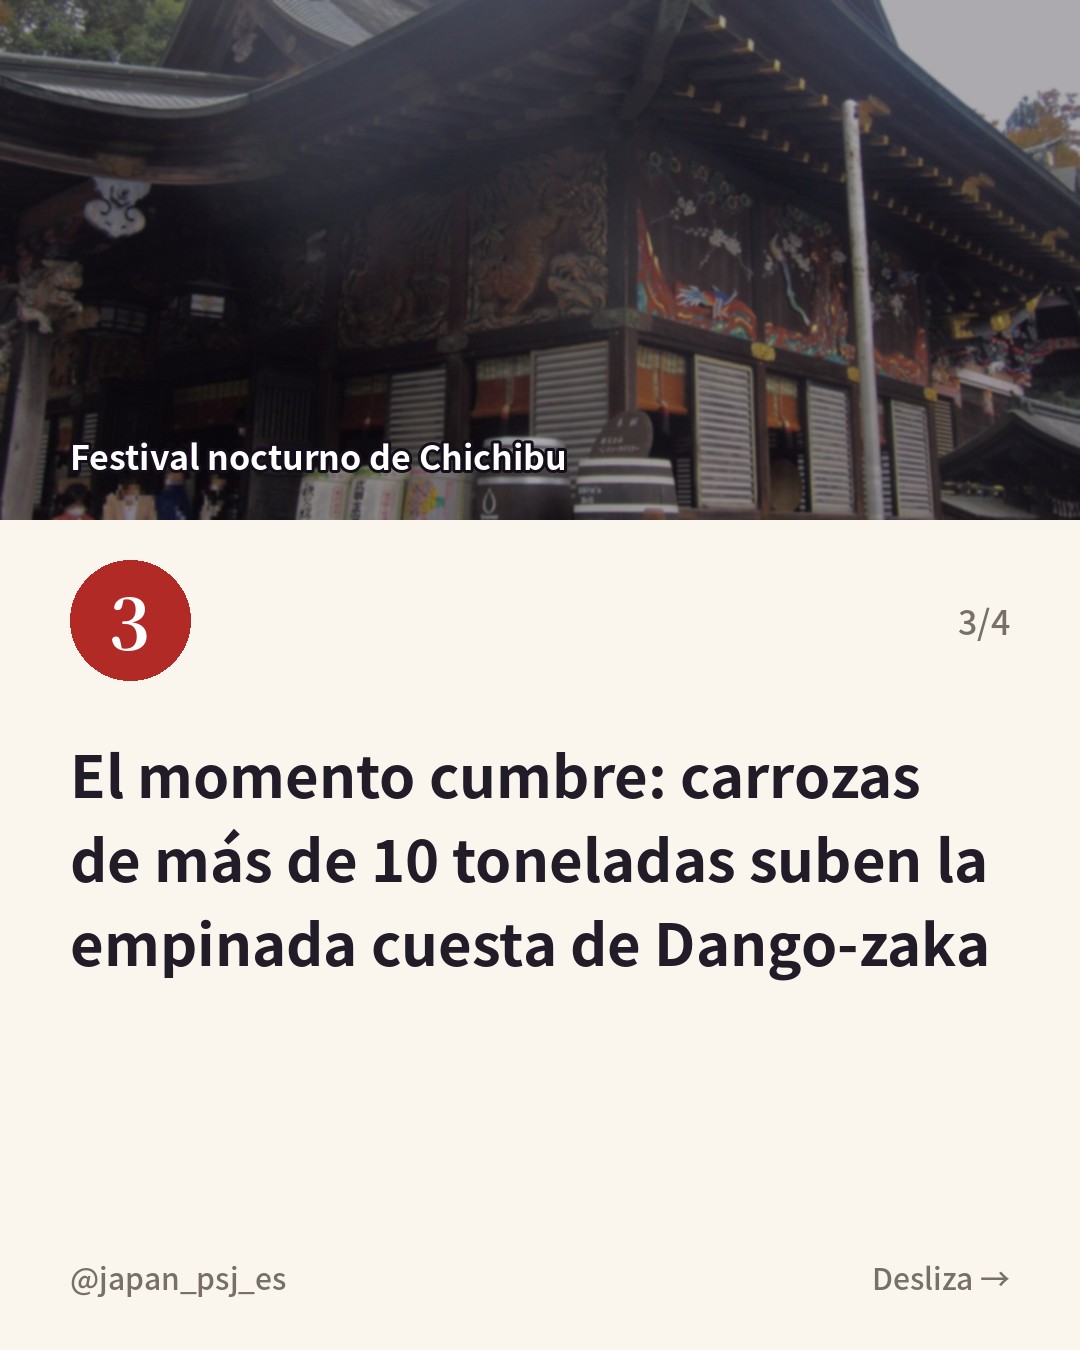 Festival nocturno de Chichibu
3
3/4
El momento cumbre: carrozas
de más de 10 toneladas suben la
empinada cuesta de Dango-zaka
@japan_psj_es
Desliza →